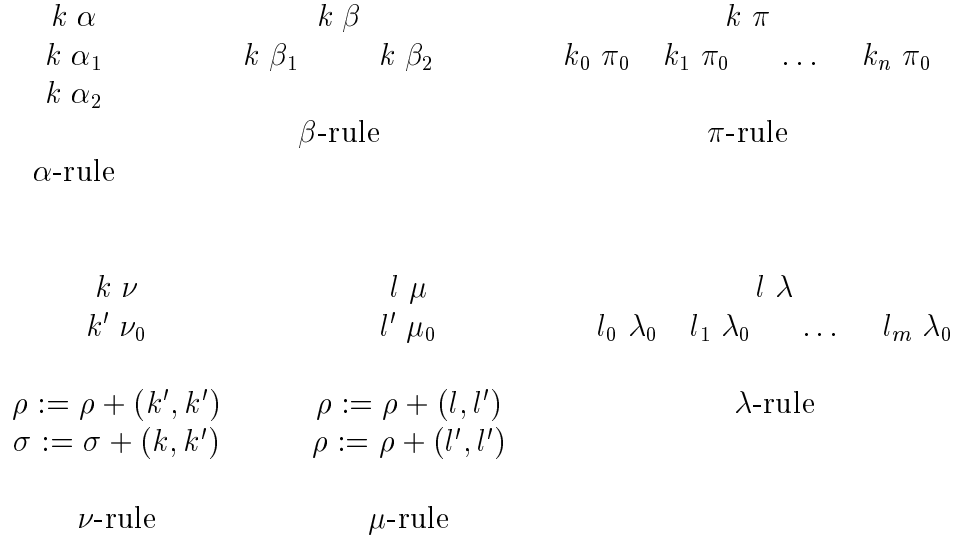 k α k β k π
k α₁ k β₁ k β₂ k₀ π₀ k₁ π₀ … kₙ π₀
k α₂
β-rule π-rule
α-rule
k ν l μ l λ
k′ ν₀ l′ μ₀ l₀ λ₀ l₁ λ₀ … lₘ λ₀
ρ := ρ + (k′, k′) ρ := ρ + (l, l′) λ-rule
σ := σ + (k, k′) ρ := ρ + (l′, l′)
ν-rule μ-rule